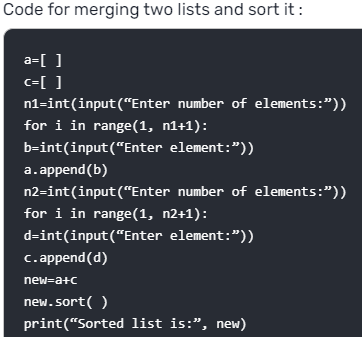 Code for merging two lists and sort it :
a=[ ]
c=[ ]
n1=int(input(“Enter number of elements:”))
for i in range(1, n1+1):
b=int(input(“Enter element:”))
a.append(b)
n2=int(input(“Enter number of elements:”))
for i in range(1, n2+1):
d=int(input(“Enter element:”))
c.append(d)
new=a+c
new.sort( )
print(“Sorted list is:”, new)